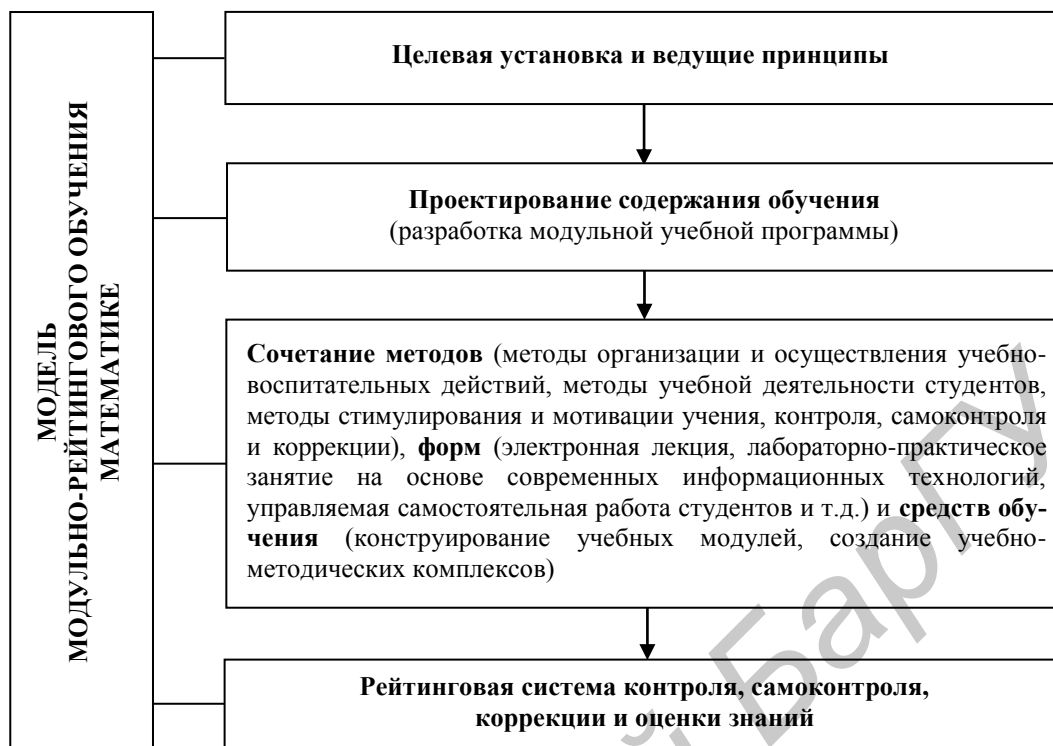 МОДЕЛЬ
МОДУЛЬНО-РЕЙТИНГОВОГО ОБУЧЕНИЯ
МАТЕМАТИКЕ
Целевая установка и ведущие принципы
Проектирование содержания обучения
(разработка модульной учебной программы)
Сочетание методов (методы организации и осуществления учебно-
воспитательных действий, методы учебной деятельности студентов,
методы стимулирования и мотивации учения, контроля, самоконтроля
и коррекции), форм (электронная лекция, лабораторно-практическое
занятие на основе современных информационных технологий,
управляемая самостоятельная работа студентов и т.д.) и средств обу-
чения (конструирование учебных модулей, создание учебно-
методических комплексов)
Рейтинговая система контроля, самоконтроля,
коррекции и оценки знаний
й БарГУ